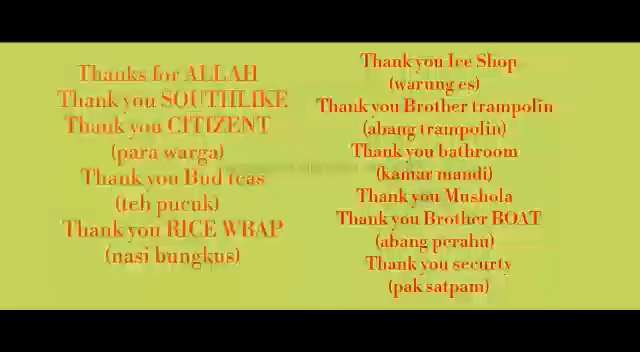 Thanks for ALLAH
Thank you SOUTHLIKE
Thank you CITIZENT
(para warga)
Thank you Bud teas
(teh pucuk)
Thank you RICE WRAP
(nasi bungkus)
Thank you Ice Shop
(warung es)
Thank you Brother trampolin
(abang trampolin)
Thank you bathroom
(kamar mandi)
Thank you Mushola
Thank you Brother BOAT
(abang perahu)
Thank you securty
(pak satpam)